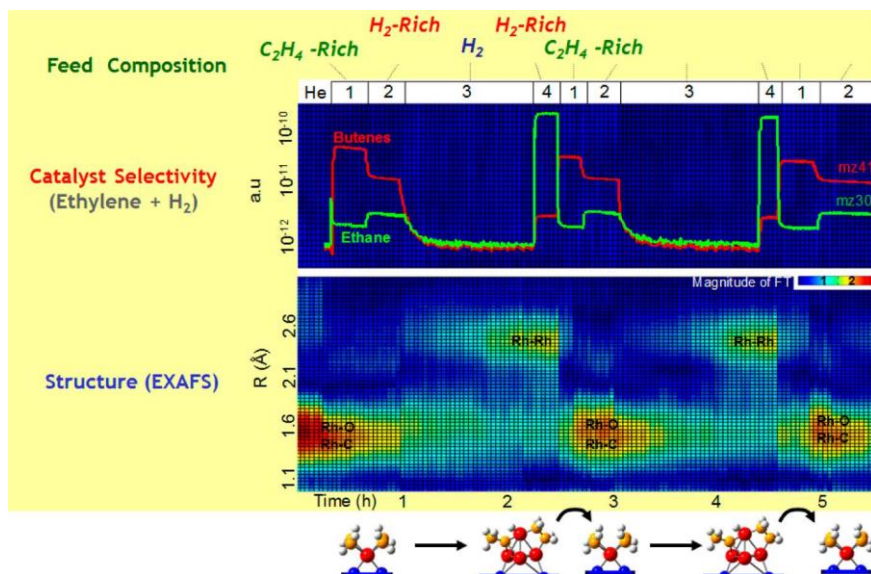 H2-Rich H2-Rich
C2H4 -Rich H2 C2H4 -Rich
Feed Composition
He 1 2 3 4 1 2 3 4 1 2
10-10
10-11
10-12
a.u
Butenes
Ethane
mz41
mz30
Catalyst Selectivity
(Ethylene + H2)
Magnitude of FT 1 2
2.6
2.1
1.6
1.1
R (Å)
Rh-Rh Rh-Rh
Structure (EXAFS)
Rh-O Rh-O Rh-O
Rh-C Rh-C Rh-C
Time (h) 1 2 3 4 5